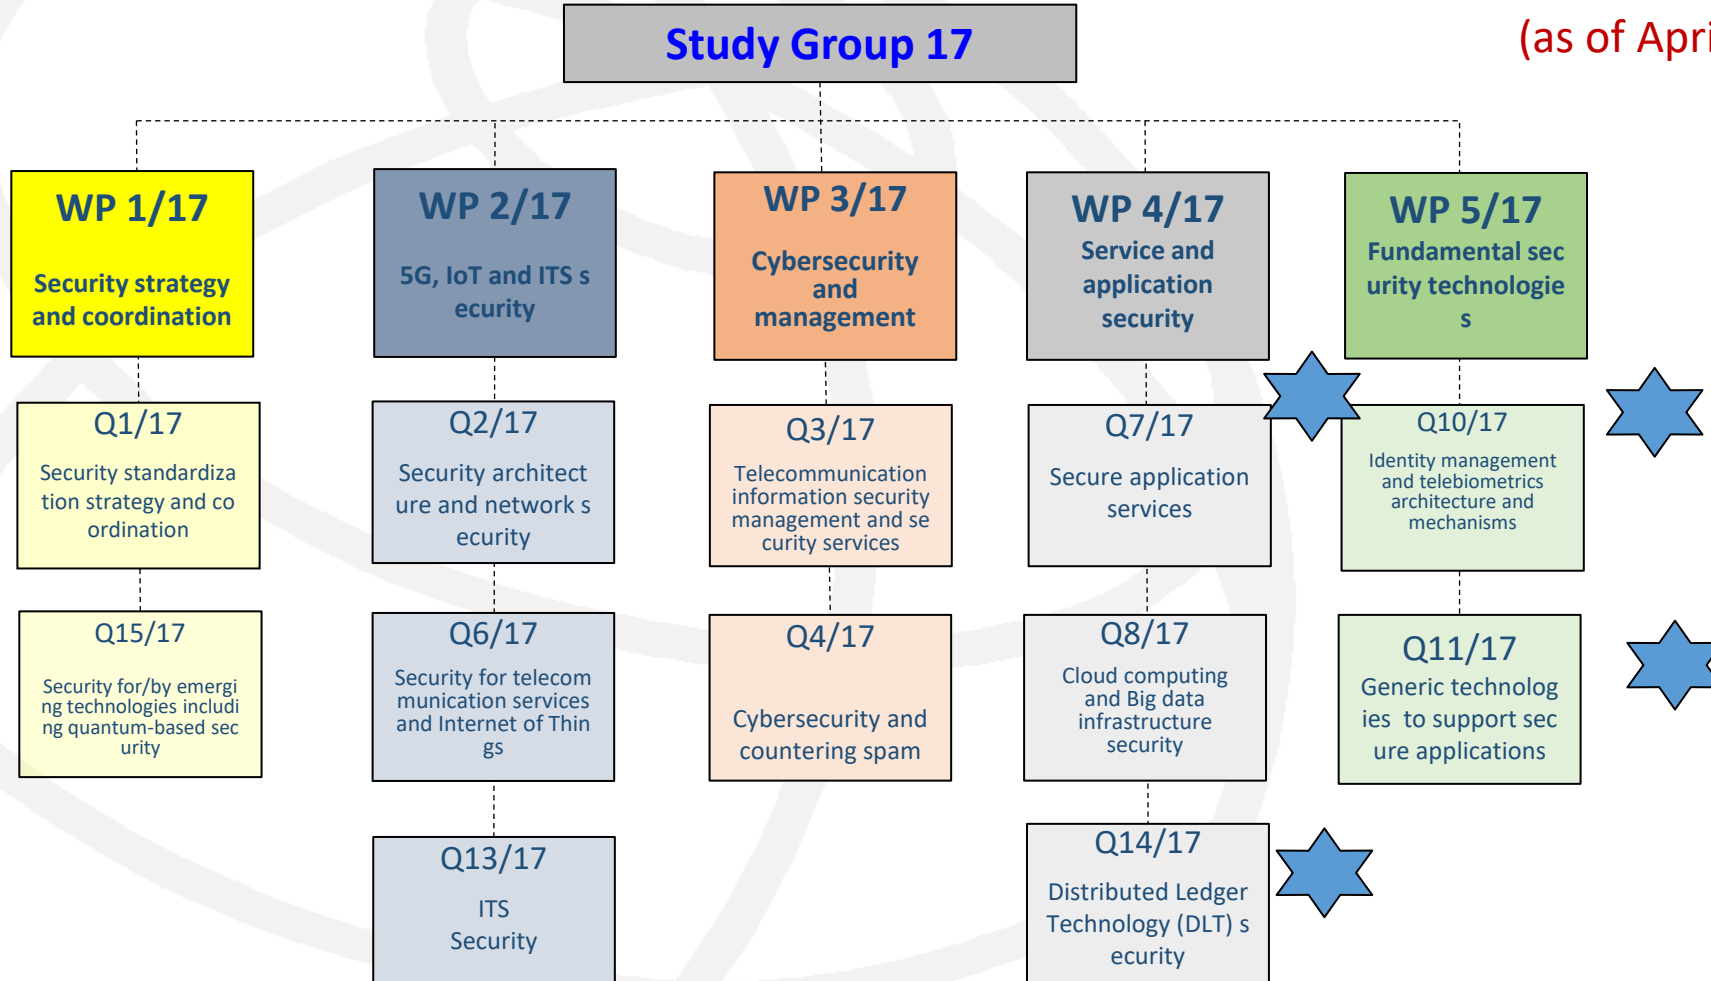 Study Group 17
(as of Apri
WP 1/17
Security strategy
and coordination
WP 2/17
5G, IoT and ITS s
ecurity
WP 3/17
Cybersecurity
and
management
WP 4/17
Service and
application
security
WP 5/17
Fundamental sec
urity technologie
s
Q1/17
Security standardiza
tion strategy and co
ordination
Q2/17
Security architect
ure and network s
ecurity
Q3/17
Telecommunication
information security
management and se
curity services
Q7/17
Secure application
services
Q10/17
Identity management
and telebiometrics
architecture and
mechanisms
Q15/17
Security for/by emergi
ng technologies includi
ng quantum-based sec
urity
Q6/17
Security for telecom
munication services
and Internet of Thin
gs
Q4/17
Cybersecurity and
countering spam
Q8/17
Cloud computing
and Big data
infrastructure
security
Q11/17
Generic technolog
ies to support sec
ure applications
Q13/17
ITS
Security
Q14/17
Distributed Ledger
Technology (DLT) s
ecurity